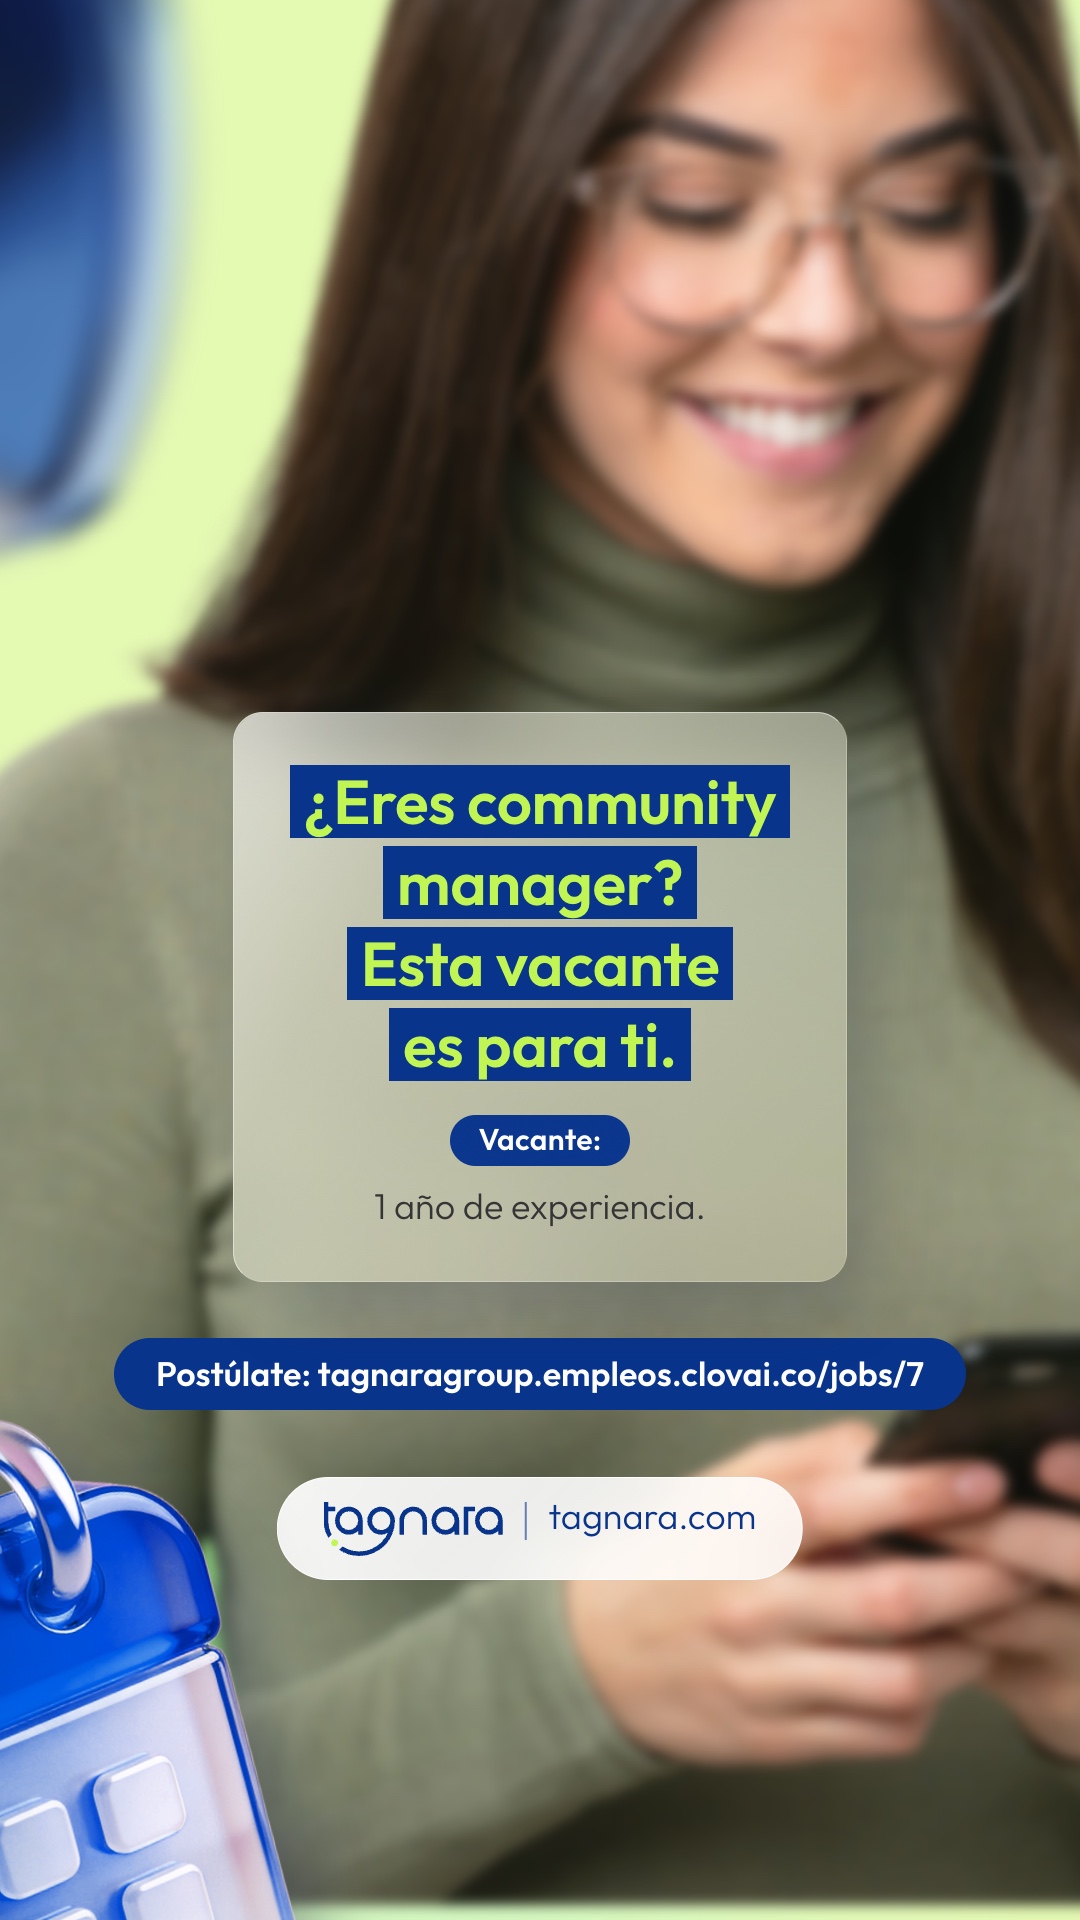 ¿Eres community
manager?
Esta vacante
es para ti.
Vacante:
1 año de experiencia.
Postúlate: tagnaragroup.empleos.clovai.co/jobs/7
tagnara | tagnara.com